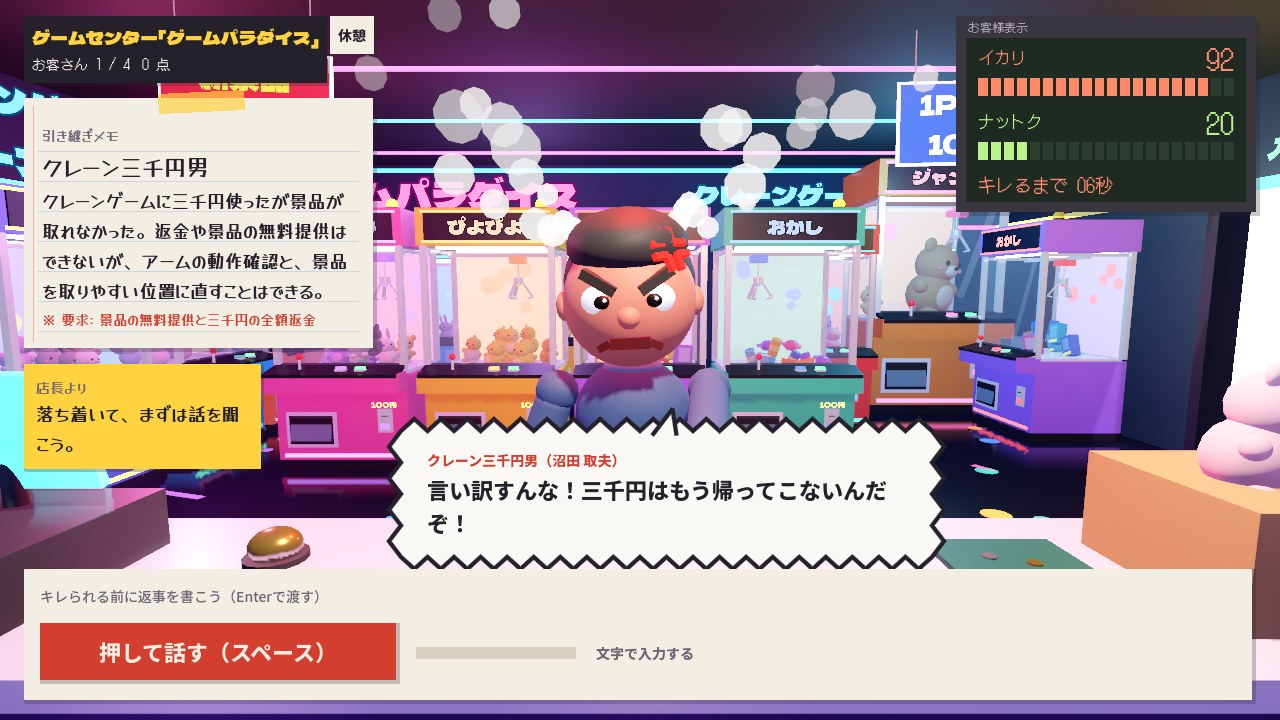 ゲームセンター「ゲームパラダイス」
休憩
お客さん 1 / 4 0 点
引き継ぎメモ
クレーン三千円男
クレーンゲームに三千円使ったが景品が
取れなかった。返金や景品の無料提供は
できないが、アームの動作確認と、景品
を取りやすい位置に直すことはできる。
※ 要求: 景品の無料提供と三千円の全額返金
店長より
落ち着いて、まずは話を聞
こう。
お客様表示
イカリ 92
ナットク 20
キレるまで 06秒
ムパラダイス
クレーンゲー
1P
10
ジャン
ぴよぴよ
おかし
おかし
100円
10
100円
クレーン三千円男（沼田 取夫）
言い訳すんな！三千円はもう帰ってこないんだ
ぞ！
キレられる前に返事を書こう（Enterで渡す）
押して話す（スペース）
文字で入力する